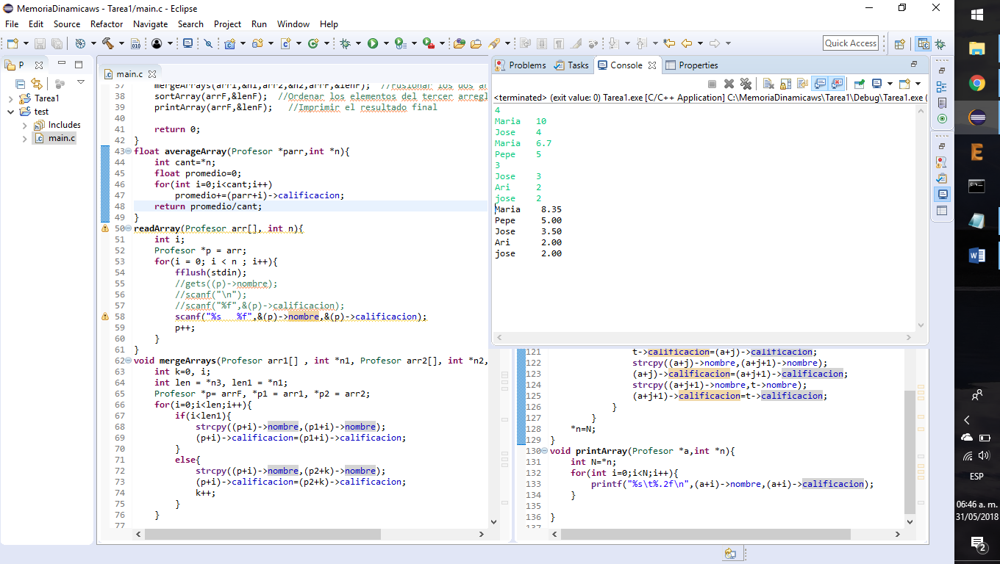 MemoriaDinamicaws - Tarea1/main.c - Eclipse
File Edit Source Refactor Navigate Search Project Run Window Help
Quick Access
P
Tarea1
test
Includes
main.c
main.c
37 mergeArrays(arr1,&n1,arr2,&n2,arrF,&lenF); //Fusionar los dos ar
38 sortArray(arrF,&lenF); //Ordenar los elementos del tercer arregl
39 printArray(arrF,&lenF); //Imprimir el resultado final
40
41 return 0;
42 }
43 float averageArray(Profesor *parr,int *n){
44 int cant=*n;
45 float promedio=0;
46 for(int i=0;i<cant;i++)
47 promedio+=(parr+i)->calificacion;
48 return promedio/cant;
49 }
50 readArray(Profesor arr[], int n){
51 int i;
52 Profesor *p = arr;
53 for(i = 0; i < n ; i++){
54 fflush(stdin);
55 //gets((p)->nombre);
56 //scanf("\n");
57 //scanf("%f",&(p)->calificacion);
58 scanf("%s   %f",&(p)->nombre,&(p)->calificacion);
59 p++;
60 }
61 }
62 void mergeArrays(Profesor arr1[] , int *n1, Profesor arr2[], int *n2,
63 int k=0, i;
64 int len = *n3, len1 = *n1;
65 Profesor *p= arrF, *p1 = arr1, *p2 = arr2;
66 for(i=0;i<len;i++){
67 if(i<len1){
68 strcpy((p+i)->nombre,(p1+i)->nombre);
69 (p+i)->calificacion=(p1+i)->calificacion;
70 }
71 else{
72 strcpy((p+i)->nombre,(p2+k)->nombre);
73 (p+i)->calificacion=(p2+k)->calificacion;
74 k++;
75 }
76 }
77
Problems Tasks Console Properties
<terminated> (exit value: 0) Tarea1.exe [C/C++ Application] C:\MemoriaDinamicaws\Tarea1\Debug\Tarea1.exe (
4
Maria 10
Jose 4
Maria 6.7
Pepe 5
3
Jose 3
Ari 2
jose 2
Maria 8.35
Pepe 5.00
Jose 3.50
Ari 2.00
jose 2.00
121 t->calificacion=(a+j)->calificacion;
122 strcpy((a+j)->nombre,(a+j+1)->nombre);
123 (a+j)->calificacion=(a+j+1)->calificacion;
124 strcpy((a+j+1)->nombre,t->nombre);
125 (a+j+1)->calificacion=t->calificacion;
126 }
127 }
128 *n=N;
129 }
130 void printArray(Profesor *a,int *n){
131 int N=*n;
132 for(int i=0;i<N;i++){
133 printf("%s\t%.2f\n",(a+i)->nombre,(a+i)->calificacion);
134 }
135
136 }
137
ESP
06:46 a. m.
31/05/2018
2